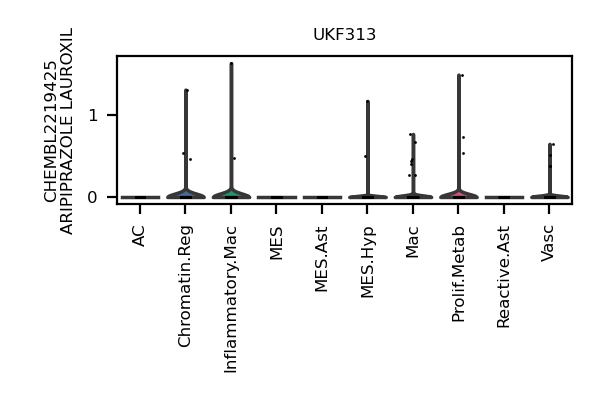 UKF313
CHEMBL2219425
ARIPIPRAZOLE LAUROXIL
1
0
AC
Chromatin.Reg
Inflammatory.Mac
MES
MES.Ast
MES.Hyp
Mac
Prolif.Metab
Reactive.Ast
Vasc